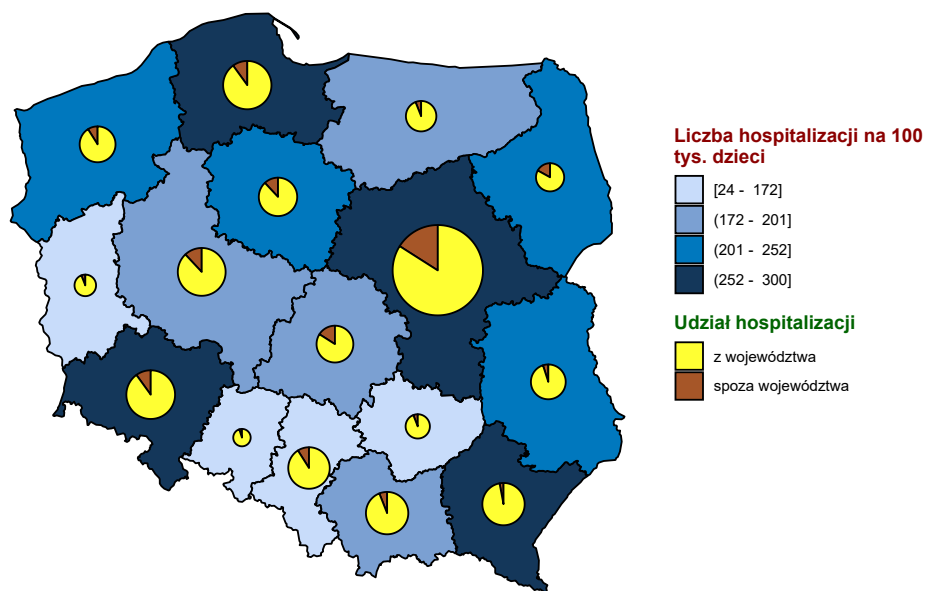 Liczba hospitalizacji na 100
tys. dzieci
[24 - 172]
(172 - 201]
(201 - 252]
(252 - 300]
Udział hospitalizacji
z województwa
spoza województwa